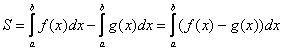 S = ∫_a^b f(x)dx − ∫_a^b g(x)dx = ∫_a^b (f(x) − g(x))dx